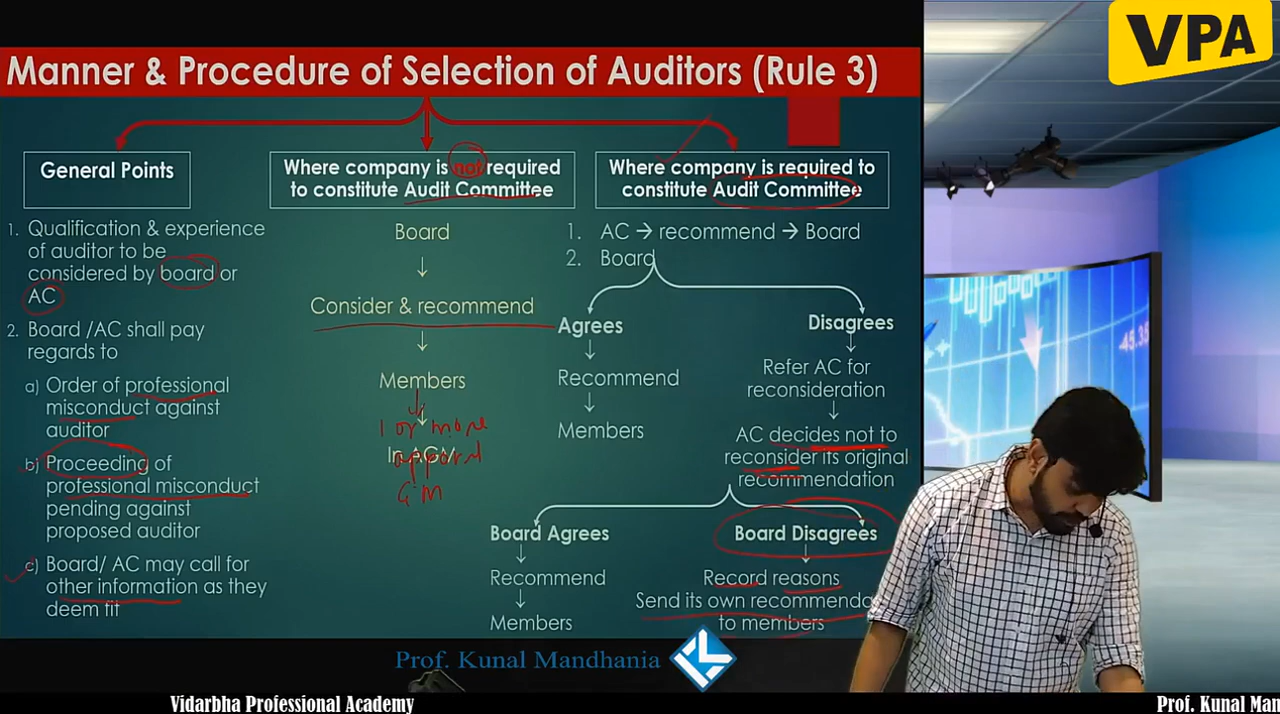 VPA
Manner & Procedure of Selection of Auditors (Rule 3)
General Points
1. Qualification & experience
of auditor to be
considered by board or
AC
2. Board /AC shall pay
regards to
a) Order of professional
misconduct against
auditor
b) Proceeding of
professional misconduct
pending against
proposed auditor
c) Board/ AC may call for
other information as they
deem fit
Where company is not required
to constitute Audit Committee
Board
↓
Consider & recommend
↓
Members
↓
1 or more
In AGM
G M
Where company is required to
constitute Audit Committee
1. AC → recommend → Board
2. Board
Agrees
↓
Recommend
↓
Members
Disagrees
↓
Refer AC for
reconsideration
↓
AC decides not to
reconsider its original
recommendation
Board Agrees
↓
Recommend
↓
Members
Board Disagrees
↓
Record reasons
Send its own
to members
-45.35
Prof. Kunal Mandhania
Vidarbha Professional Academy
Prof. Kunal